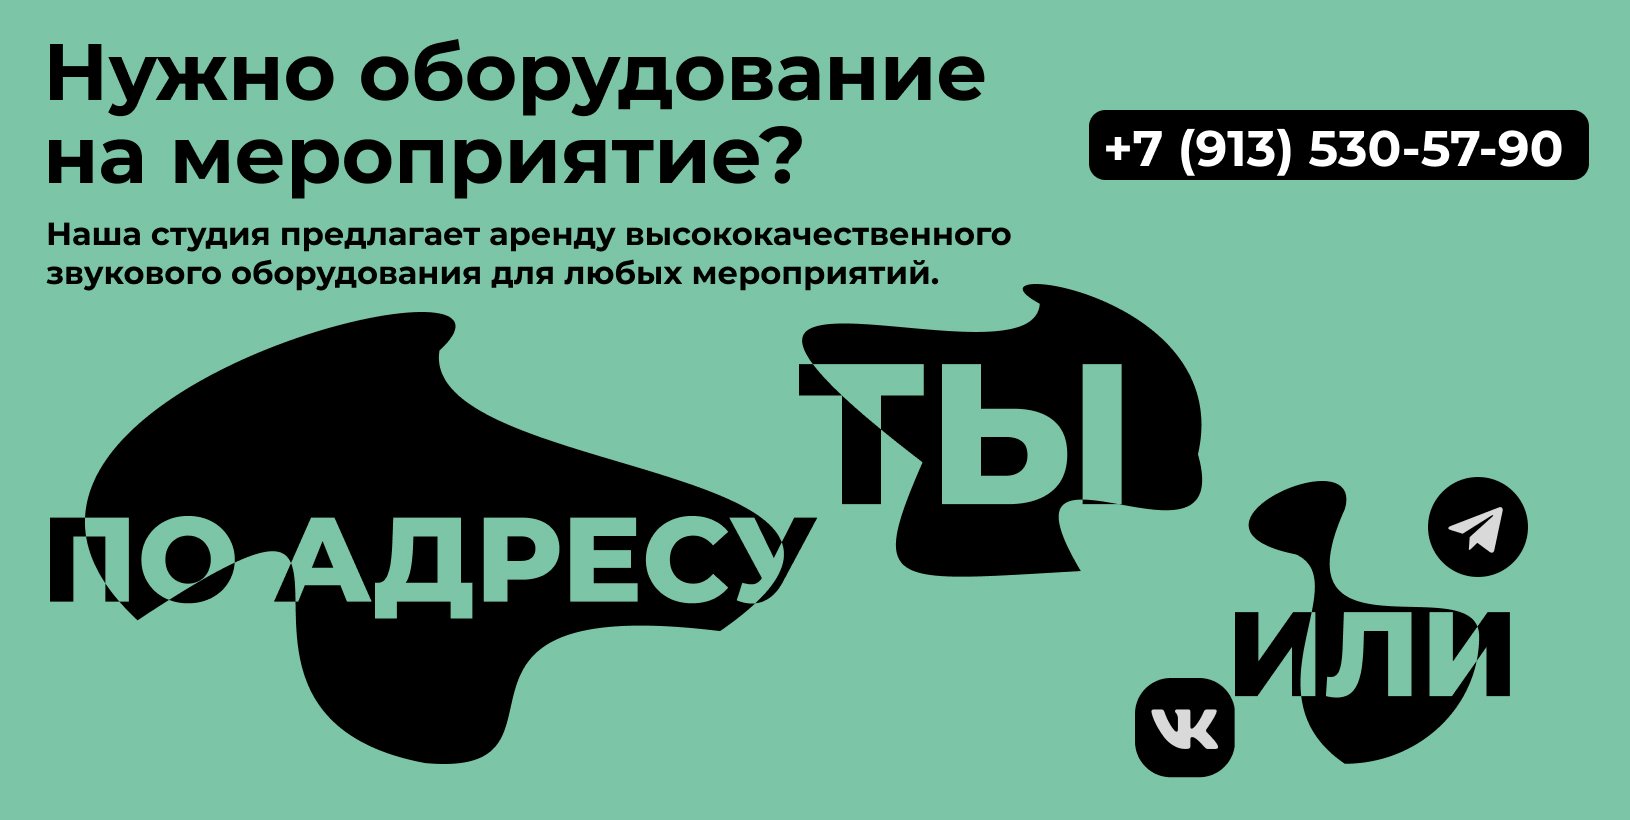 Нужно оборудование
на мероприятие?
+7 (913) 530-57-90
Наша студия предлагает аренду высококачественного
звукового оборудования для любых мероприятий.
ТЫ
ПО АДРЕСУ
ИЛИ
VK